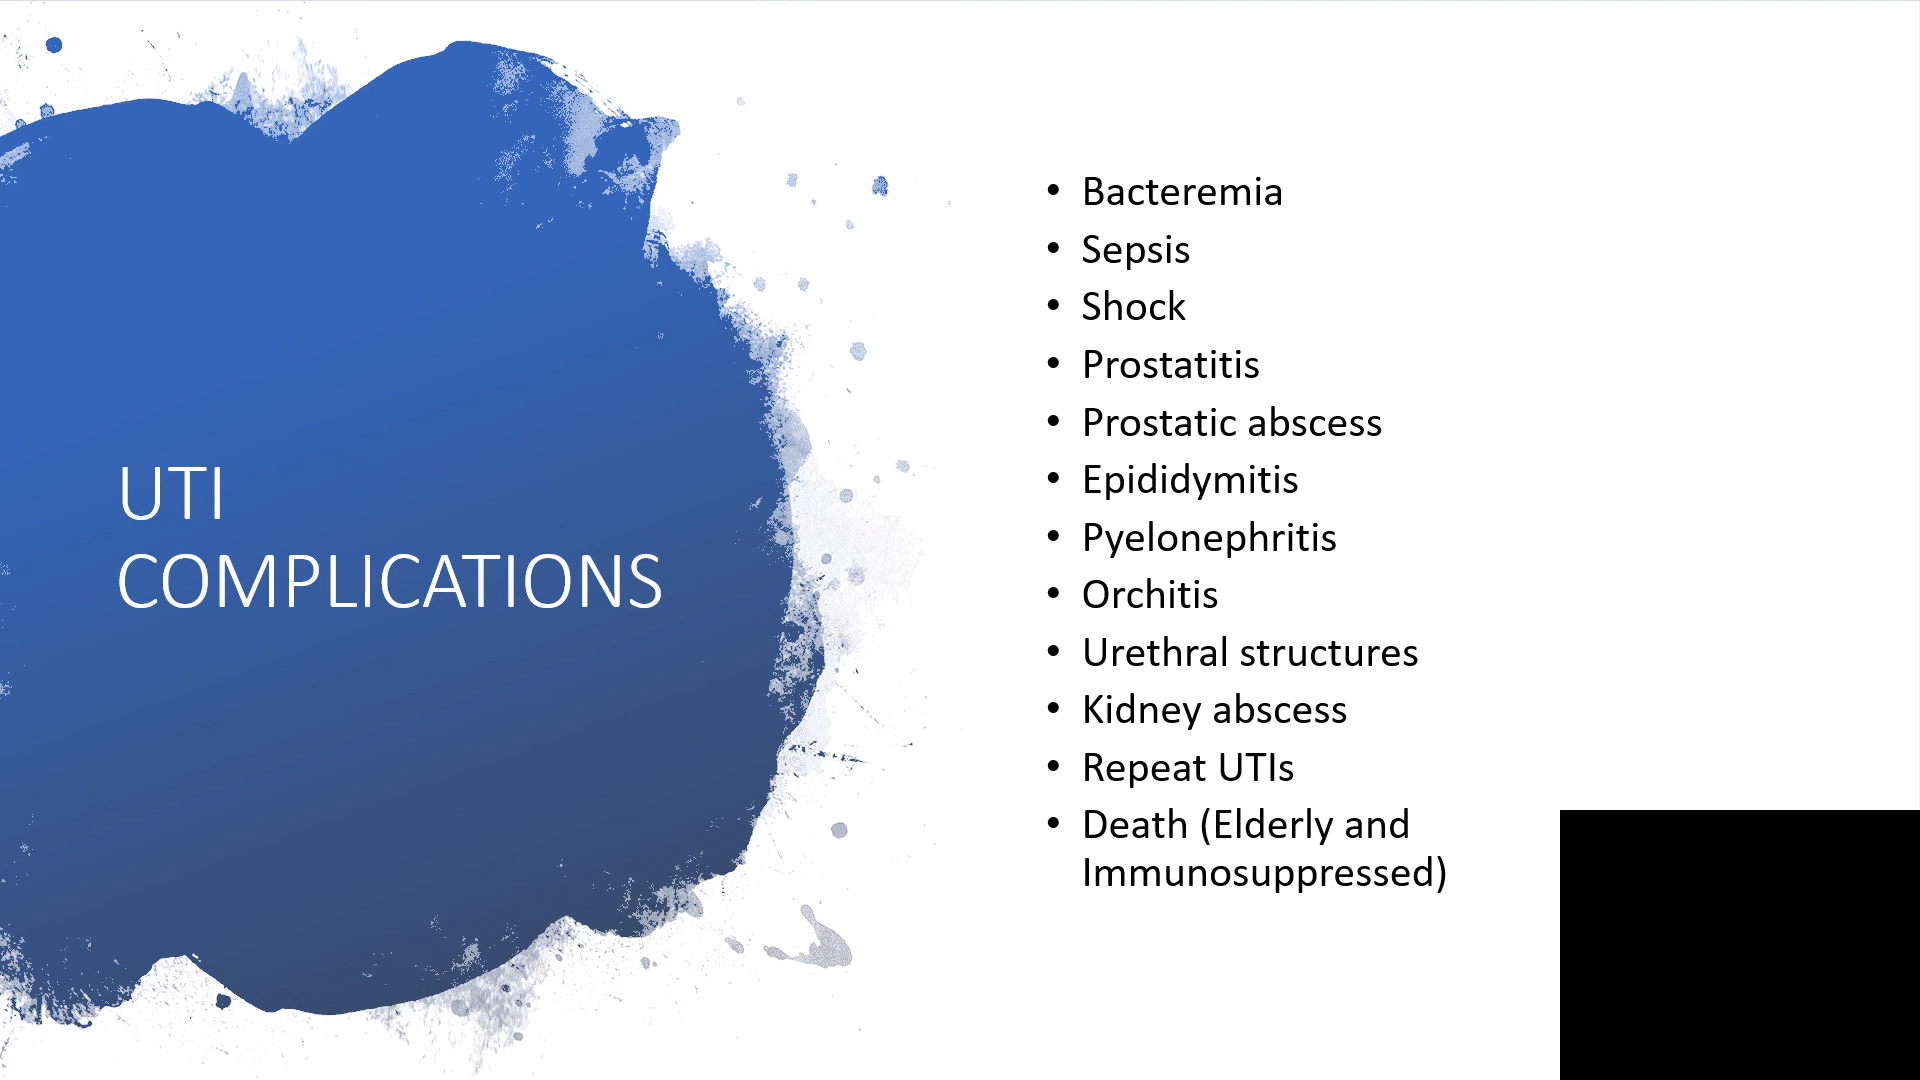 UTI
COMPLICATIONS
• Bacteremia
• Sepsis
• Shock
• Prostatitis
• Prostatic abscess
• Epididymitis
• Pyelonephritis
• Orchitis
• Urethral structures
• Kidney abscess
• Repeat UTIs
• Death (Elderly and
Immunosuppressed)